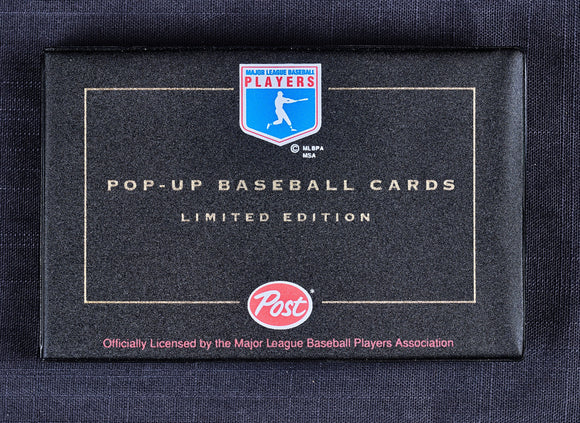 MAJOR LEAGUE BASEBALL
PLAYERS
© MLBPA
MSA
POP-UP BASEBALL CARDS
LIMITED EDITION
Post®
Officially Licensed by the Major League Baseball Players Association